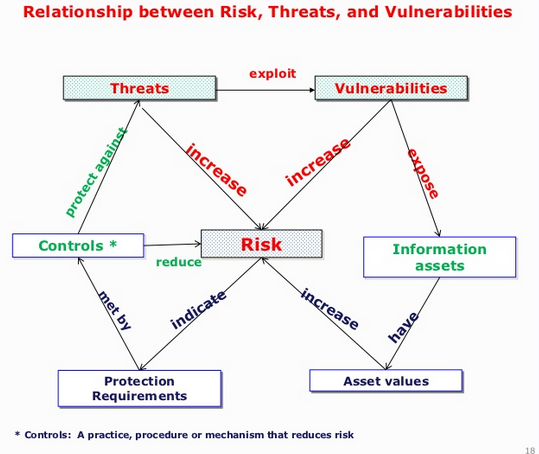 Relationship between Risk, Threats, and Vulnerabilities
exploit
Threats
Vulnerabilities
protect against
increase
increase
expose
Controls *
reduce
Risk
Information
assets
met by
indicate
increase
have
Protection
Requirements
Asset values
* Controls: A practice, procedure or mechanism that reduces risk
18